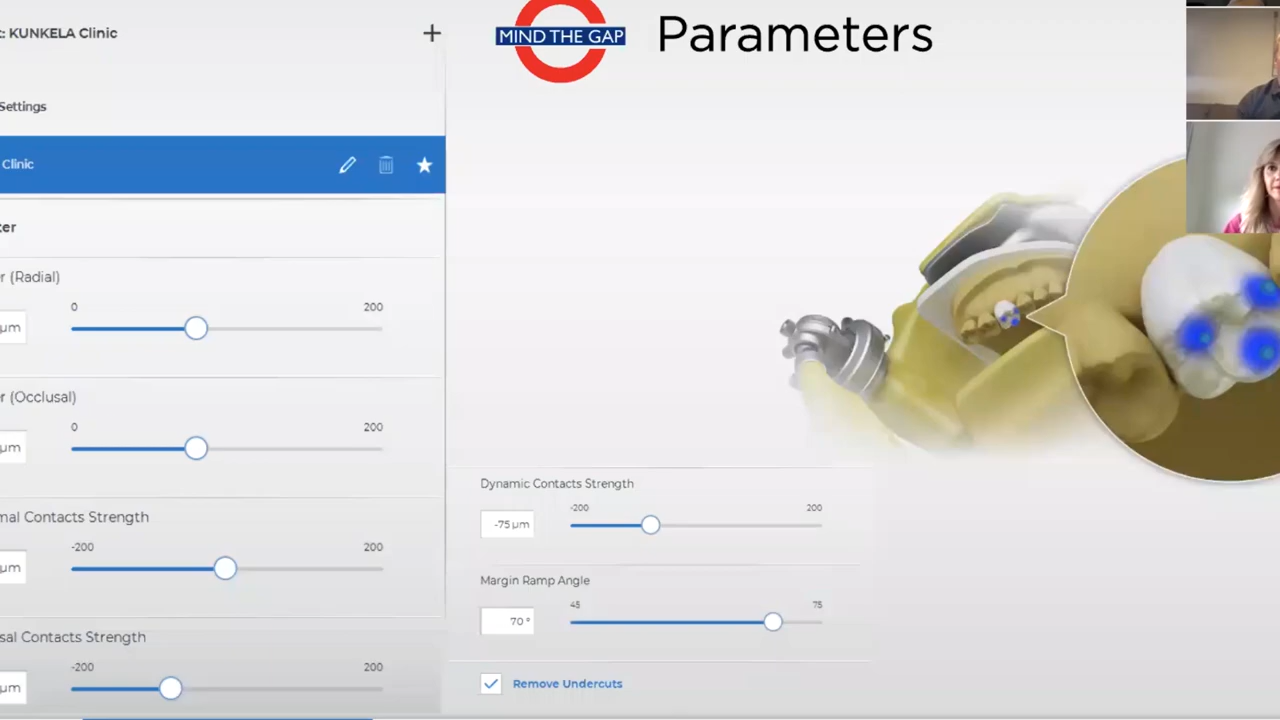 : KUNKELA Clinic
MIND THE GAP
Parameters
Settings
Clinic
ter
r (Radial)
0 200
µm
r (Occlusal)
0 200
µm
mal Contacts Strength
-200 200
µm
sal Contacts Strength
-200 200
µm
Dynamic Contacts Strength
-200 200
-75 µm
Margin Ramp Angle
45 75
70 °
Remove Undercuts